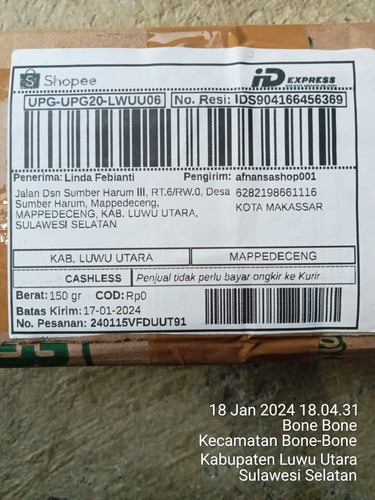 Shopee
iD EXPRESS
UPG-UPG20-LWUU06
No. Resi: IDS904166456369
Penerima: Linda Febianti
Pengirim: afnansashop001
Jalan Dsn Sumber Harum III, RT.6/RW.0, Desa
Sumber Harum, Mappedeceng,
MAPPEDECENG, KAB. LUWU UTARA,
SULAWESI SELATAN
6282198661116
KOTA MAKASSAR
KAB. LUWU UTARA
MAPPEDECENG
CASHLESS
Penjual tidak perlu bayar ongkir ke Kurir
Berat: 150 gr COD: Rp0
Batas Kirim: 17-01-2024
No. Pesanan: 240115VFDUUT91
18 Jan 2024 18.04.31
Bone Bone
Kecamatan Bone-Bone
Kabupaten Luwu Utara
Sulawesi Selatan